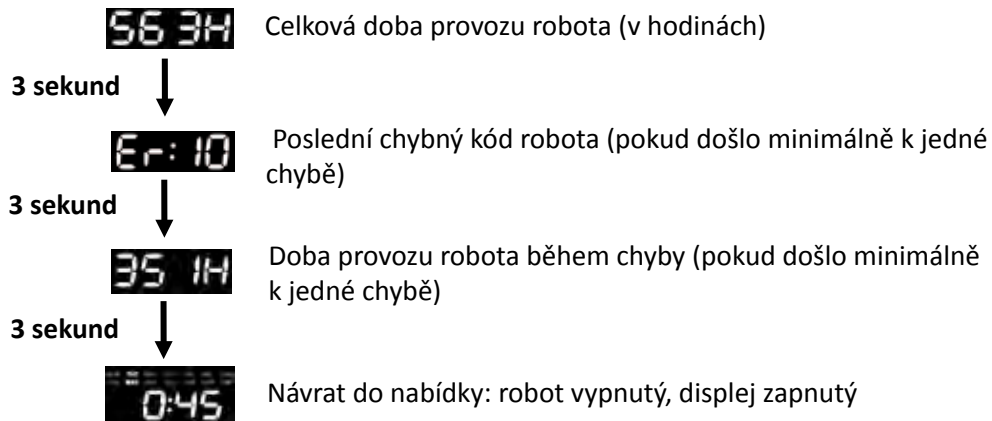 563H Celková doba provozu robota (v hodinách)
3 sekund
Er:10 Poslední chybný kód robota (pokud došlo minimálně k jedné
chybě)
3 sekund
351H Doba provozu robota během chyby (pokud došlo minimálně
k jedné chybě)
3 sekund
0:45 Návrat do nabídky: robot vypnutý, displej zapnutý